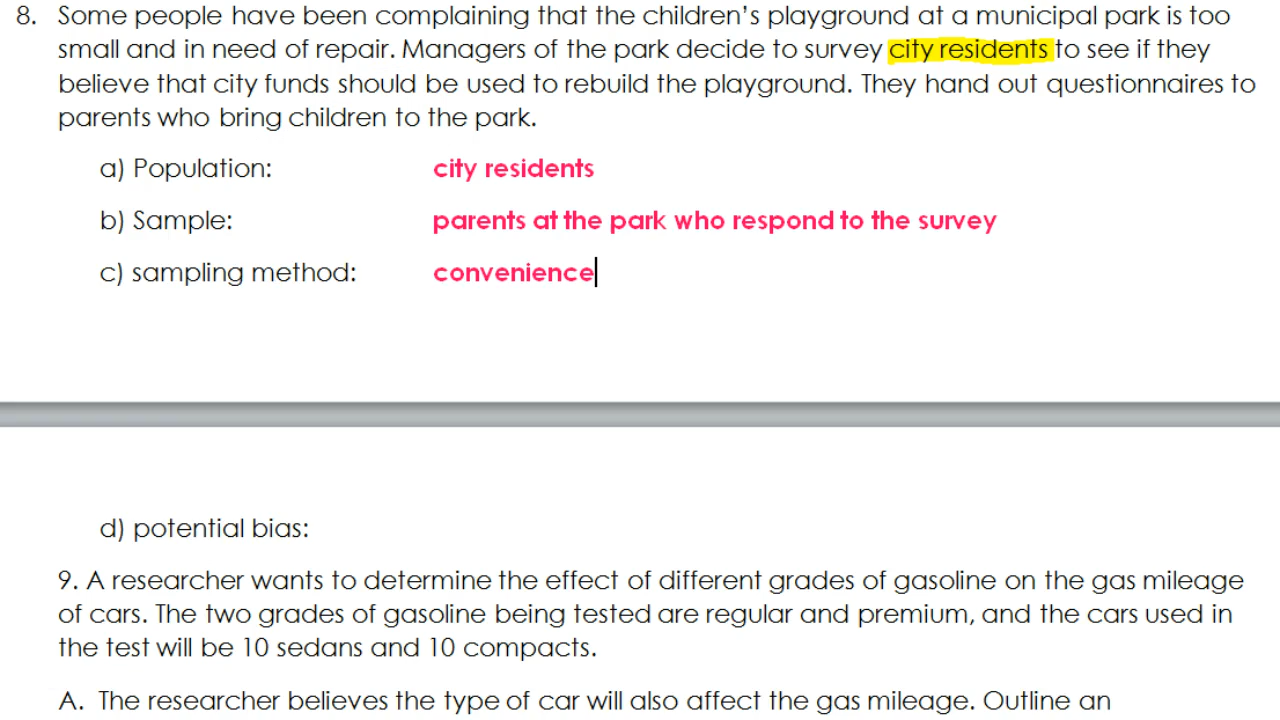 8. Some people have been complaining that the children's playground at a municipal park is too
small and in need of repair. Managers of the park decide to survey city residents to see if they
believe that city funds should be used to rebuild the playground. They hand out questionnaires to
parents who bring children to the park.
a) Population: city residents
b) Sample: parents at the park who respond to the survey
c) sampling method: convenience
d) potential bias:
9. A researcher wants to determine the effect of different grades of gasoline on the gas mileage
of cars. The two grades of gasoline being tested are regular and premium, and the cars used in
the test will be 10 sedans and 10 compacts.
A. The researcher believes the type of car will also affect the gas mileage. Outline an